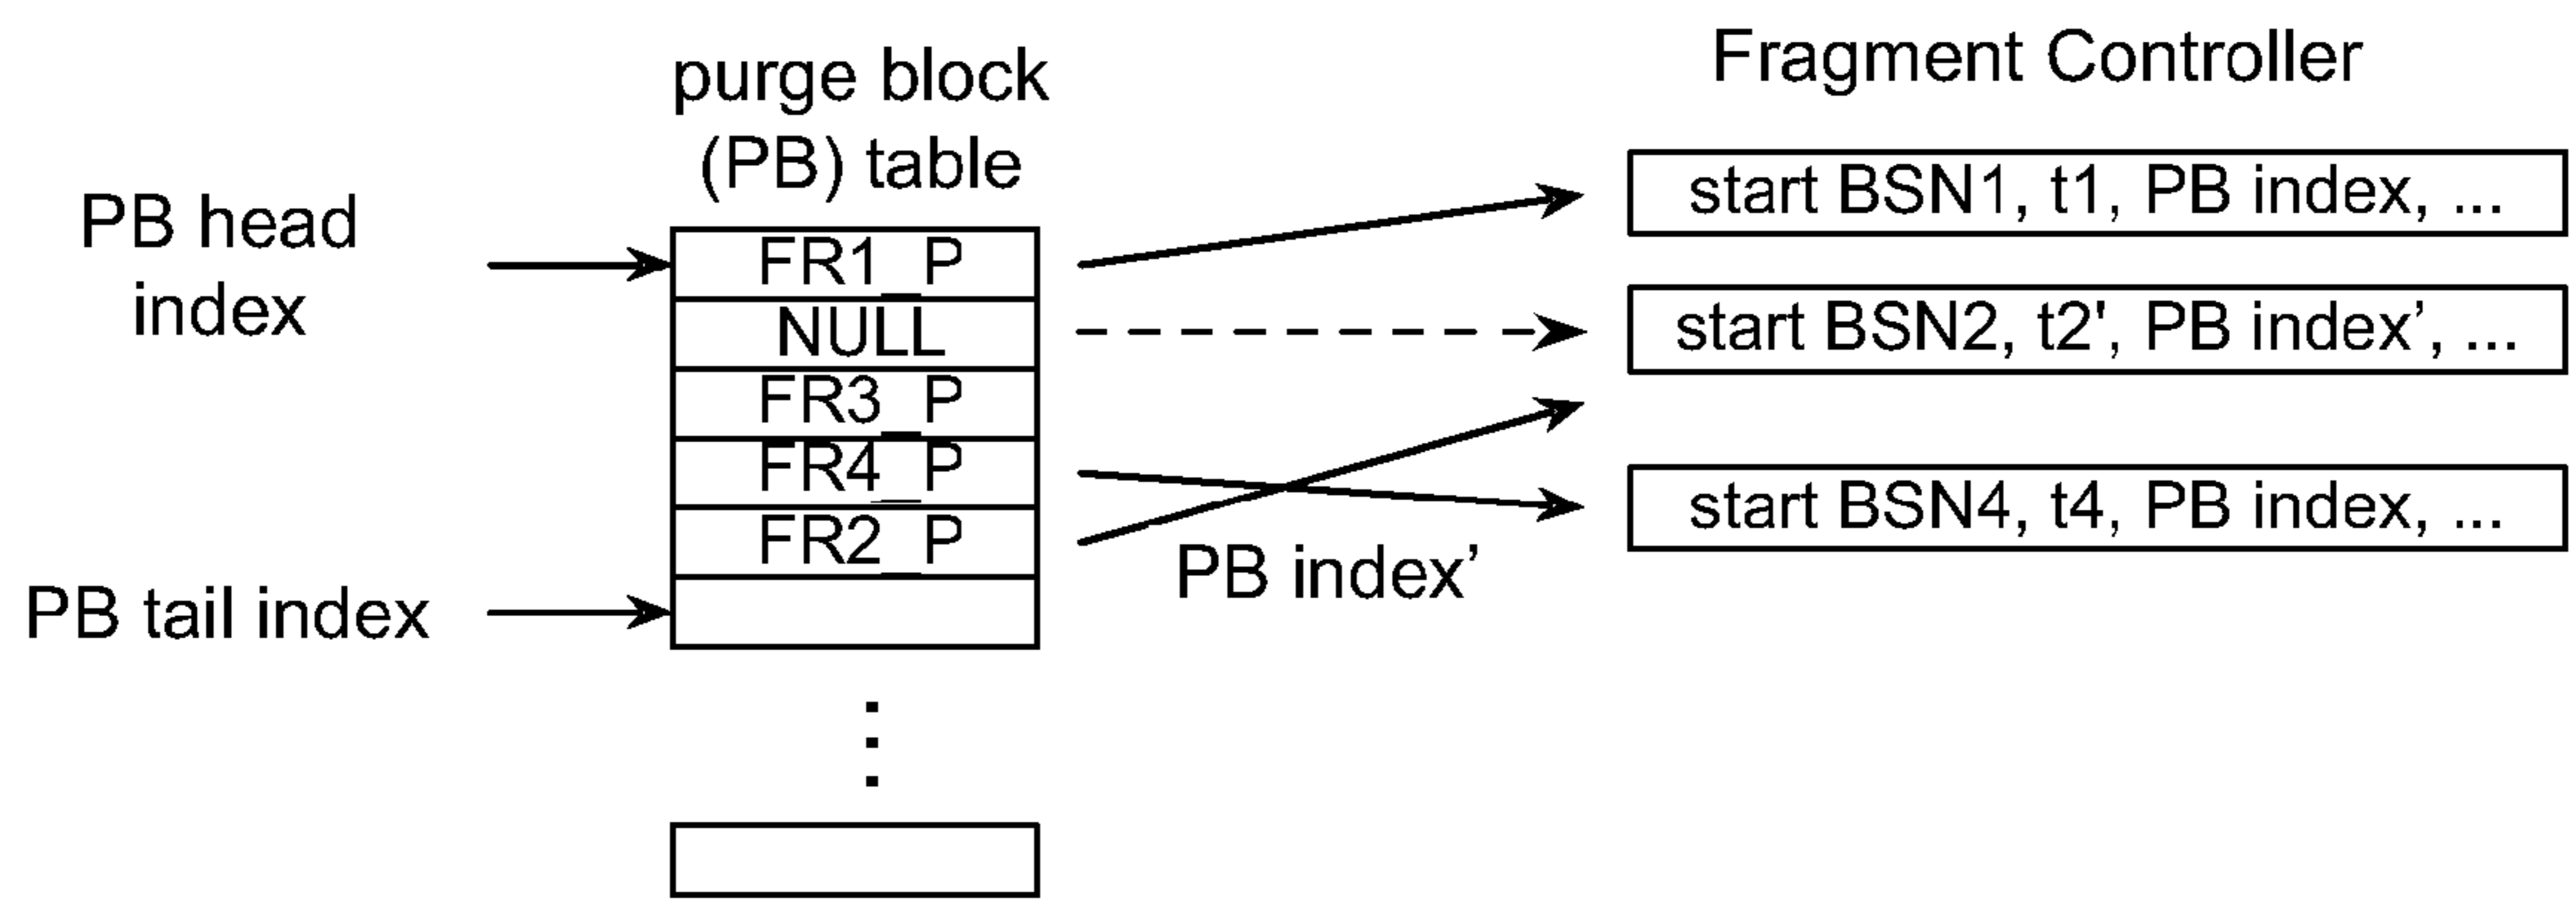 purge block
(PB) table
Fragment Controller
PB head
index
FR1_P
NULL
FR3_P
FR4_P
FR2_P
PB tail index
PB index’
start BSN1, t1, PB index, ...
start BSN2, t2', PB index’, ...
start BSN4, t4, PB index, ...